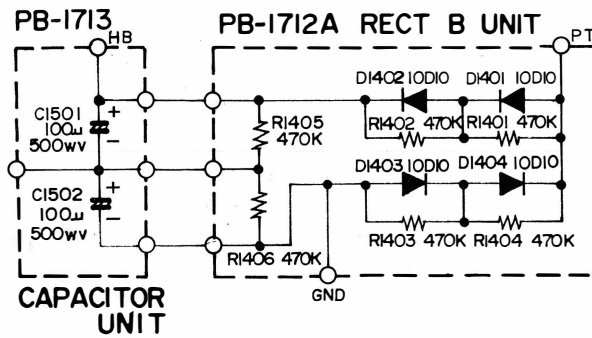 PB-1713
PB-1712A RECT B UNIT
HB
PT
D1402 10D10
D1401 10D10
C1501
100μ
500WV
+
−
R1405
470K
R1402 470K
R1401 470K
D1403 10D10
D1404 10D10
C1502
100μ
500WV
+
−
R1403 470K
R1404 470K
R1406 470K
GND
CAPACITOR
UNIT